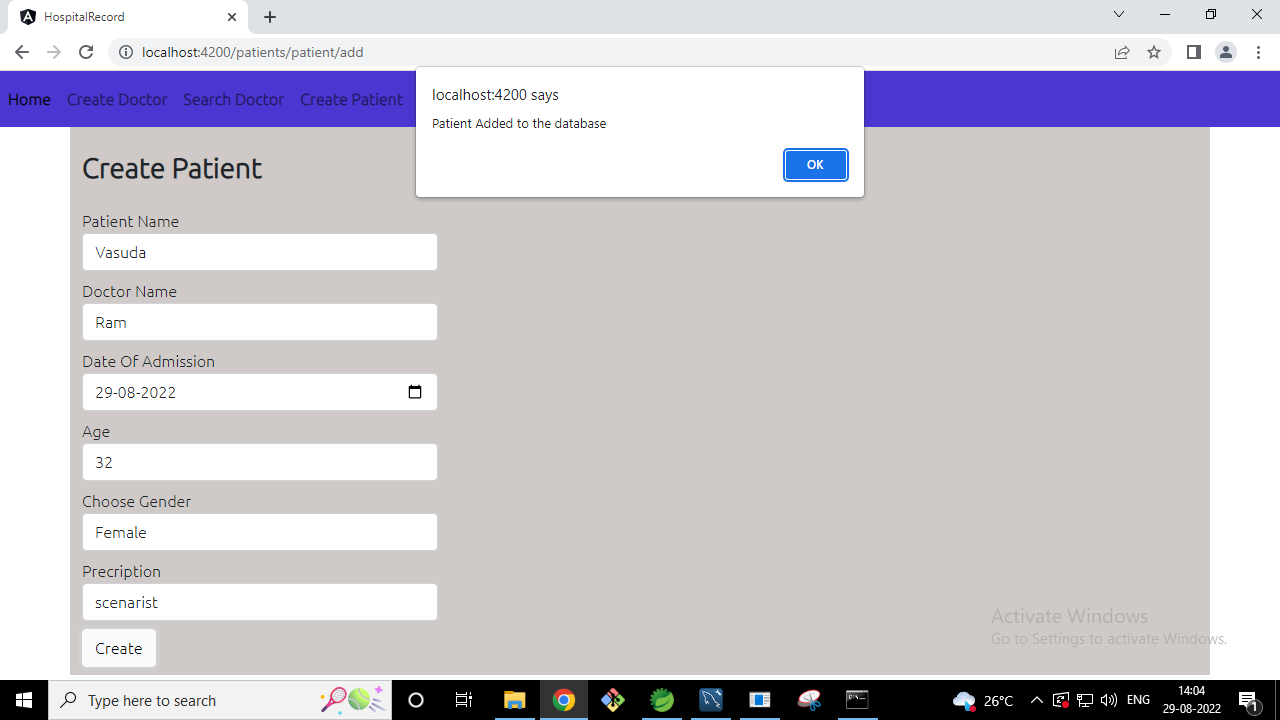 HospitalRecord
localhost:4200/patients/patient/add
localhost:4200 says
Patient Added to the database
OK
Home Create Doctor Search Doctor Create Patient
Create Patient
Patient Name
Vasuda
Doctor Name
Ram
Date Of Admission
29-08-2022
Age
32
Choose Gender
Female
Precription
scenarist
Create
Activate Windows
Go to Settings to activate Windows.
Type here to search
26°C
ENG
14:04
29-08-2022
1